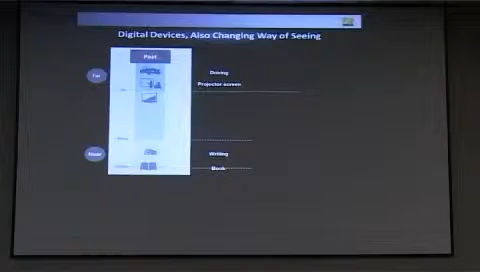 Digital Devices, Also Changing Way of Seeing
Past
Far
Driving
Projector screen
Near
Writing
Book